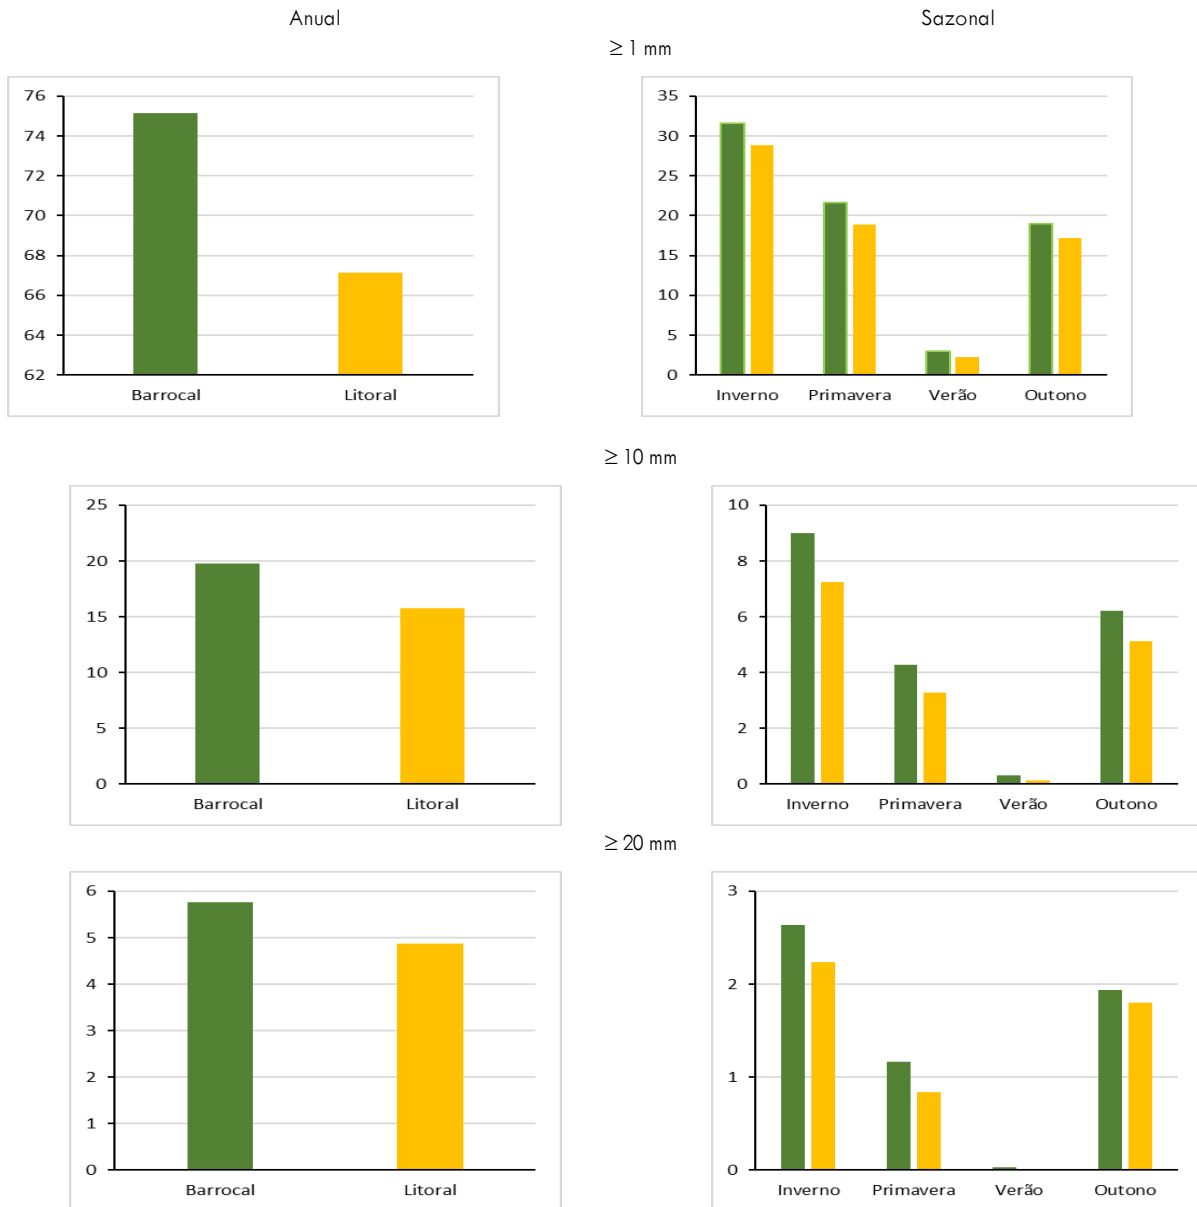 Anual
Sazonal
≥ 1 mm
76
74
72
70
68
66
64
62
Barrocal
Litoral
35
30
25
20
15
10
5
0
Inverno
Primavera
Verão
Outono
≥ 10 mm
25
20
15
10
5
0
Barrocal
Litoral
10
8
6
4
2
0
Inverno
Primavera
Verão
Outono
≥ 20 mm
6
5
4
3
2
1
0
Barrocal
Litoral
3
2
1
0
Inverno
Primavera
Verão
Outono